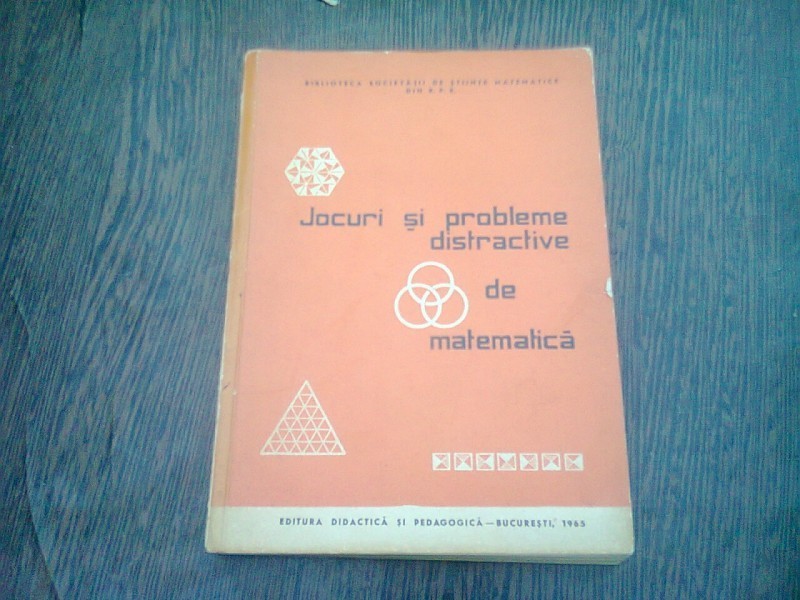 BIBLIOTECA SOCIETĂȚII DE ȘTIINȚE MATEMATICE
DIN R.P.R.
Jocuri și probleme
distractive
de
matematică
EDITURA DIDACTICĂ ȘI PEDAGOGICĂ — BUCUREȘTI, 1965